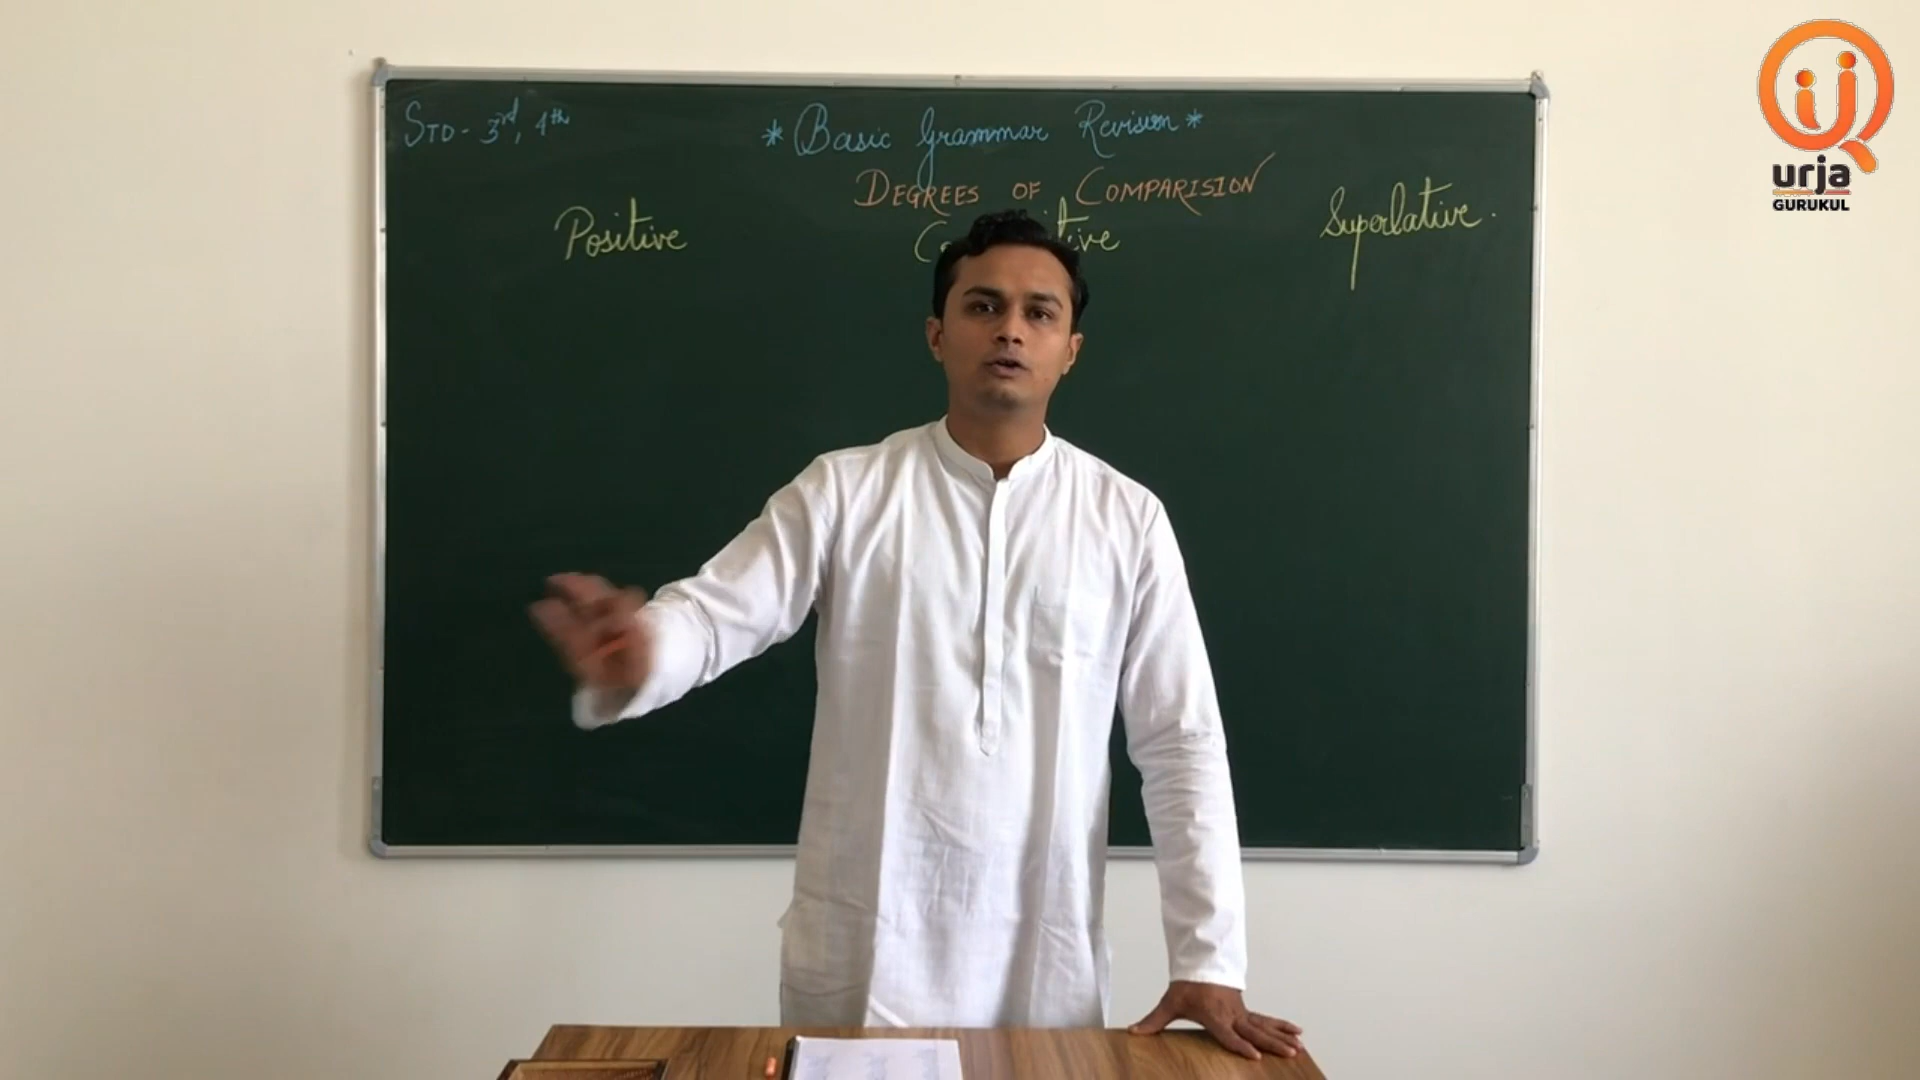 STD - 3rd, 4th
* Basic Grammar Revision *
DEGREES OF COMPARISION
Positive
Superlative.
urja
GURUKUL